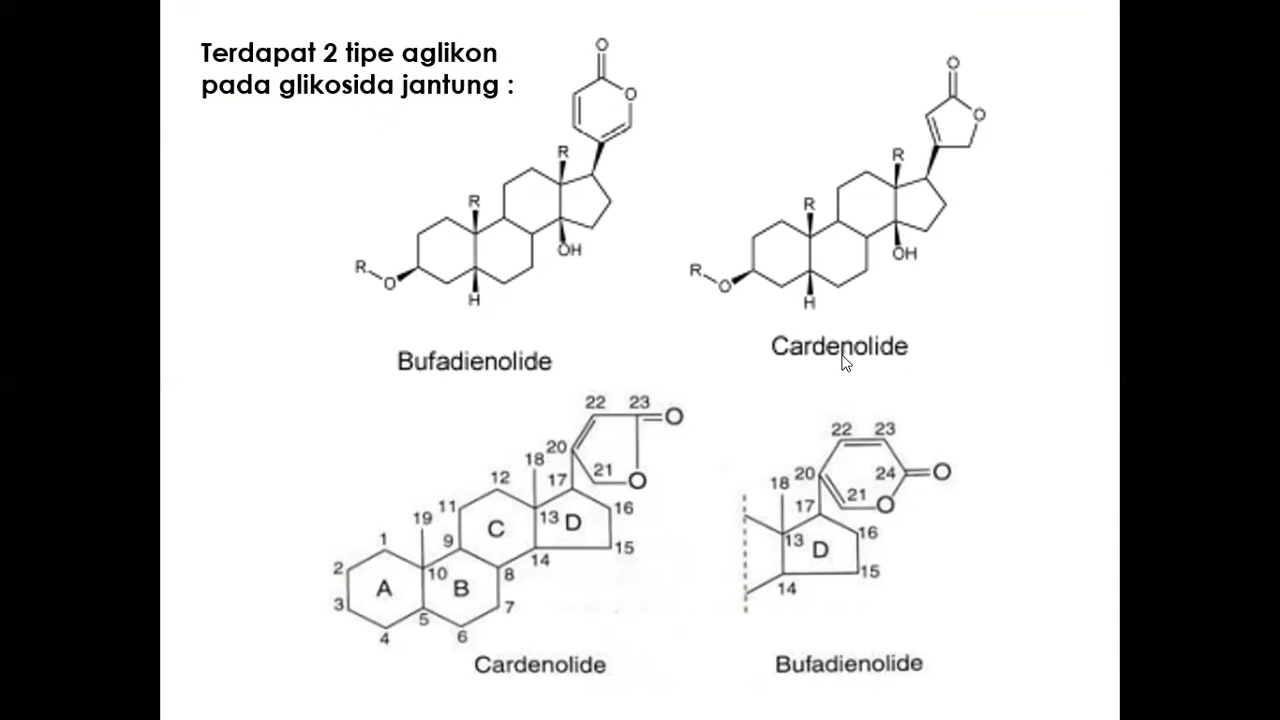 Terdapat 2 tipe aglikon
pada glikosida jantung :
O
O
R
R
OH
R
O
H
Bufadienolide
O
O
R
R
OH
R
O
H
Cardenolide
22 23 O
20
18 21 O
12 17
11 16
19 C 13 D
1 9 15
2 14
10 8
A B
3 7
5
4 6
Cardenolide
22 23
20 24 O
18 21 O
17
16
13 D
15
14
Bufadienolide